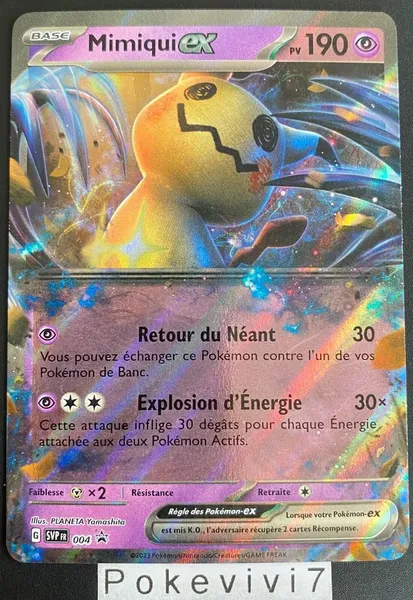 BASE Mimiqui ex PV 190
Retour du Néant 30
Vous pouvez échanger ce Pokémon contre l'un de vos
Pokémon de Banc.
Explosion d'Énergie 30×
Cette attaque inflige 30 dégâts pour chaque Énergie
attachée aux deux Pokémon Actifs.
Faiblesse ×2 Résistance Retraite
Illus. PLANETA Yamashita
Règle des Pokémon-ex Lorsque votre Pokémon-ex
est mis K.O., l'adversaire récupère 2 cartes Récompense.
G SVP FR 004
©2023 Pokémon/Nintendo/Creatures/GAME FREAK
Pokevivi7